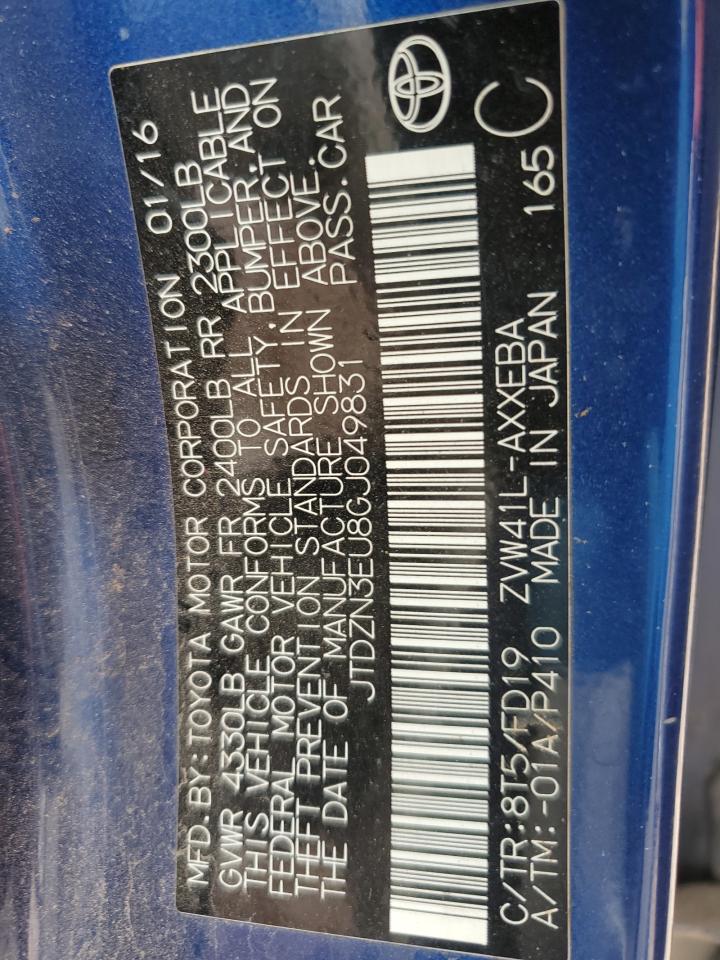 MFD. BY: TOYOTA MOTOR CORPORATION 01/16
GVWR 4330LB GAWR FR 2400LB RR 2300LB
THIS VEHICLE CONFORMS TO ALL APPLICABLE
FEDERAL MOTOR VEHICLE SAFETY, BUMPER, AND
THEFT PREVENTION STANDARDS IN EFFECT ON
THE DATE OF MANUFACTURE SHOWN ABOVE.
JTDZN3EU8GJ049831 PASS. CAR
C/TR: 8T5/FD19 ZVW41L-AXXEBA 165 C
A/TM: -01A/P410 MADE IN JAPAN